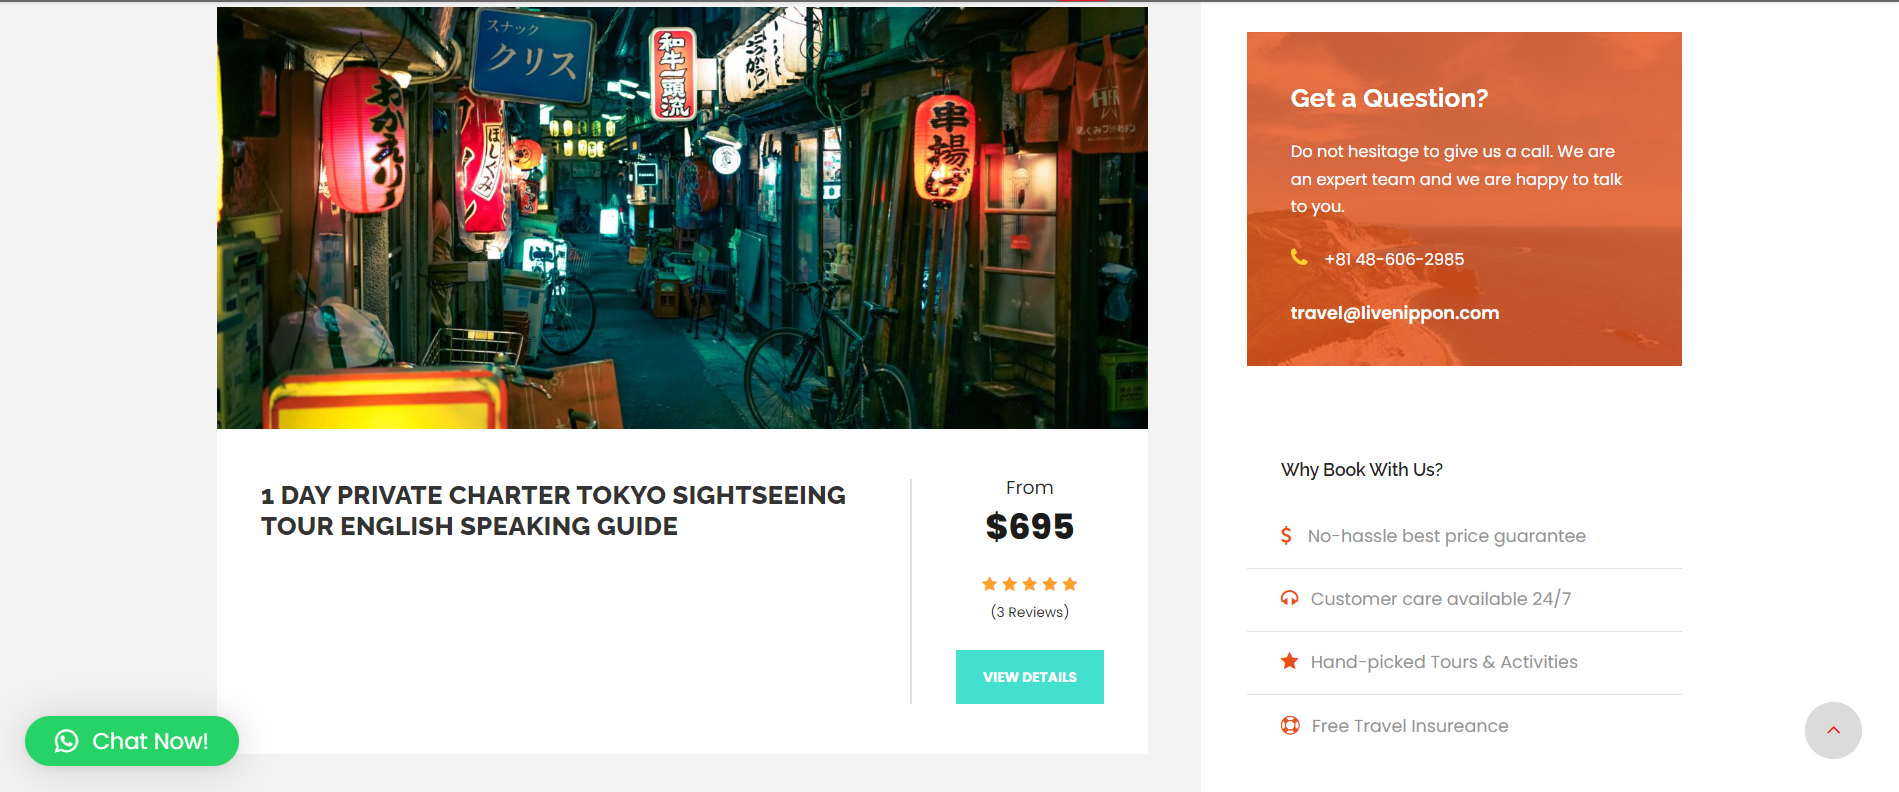 スナック
クリス
和牛一頭流
おかえり
ほしぐみ
串揚げ
1 DAY PRIVATE CHARTER TOKYO SIGHTSEEING
TOUR ENGLISH SPEAKING GUIDE
From
$695
(3 Reviews)
VIEW DETAILS
Chat Now!
Get a Question?
Do not hesitage to give us a call. We are
an expert team and we are happy to talk
to you.
+81 48-606-2985
travel@livenippon.com
Why Book With Us?
No-hassle best price guarantee
Customer care available 24/7
Hand-picked Tours & Activities
Free Travel Insureance